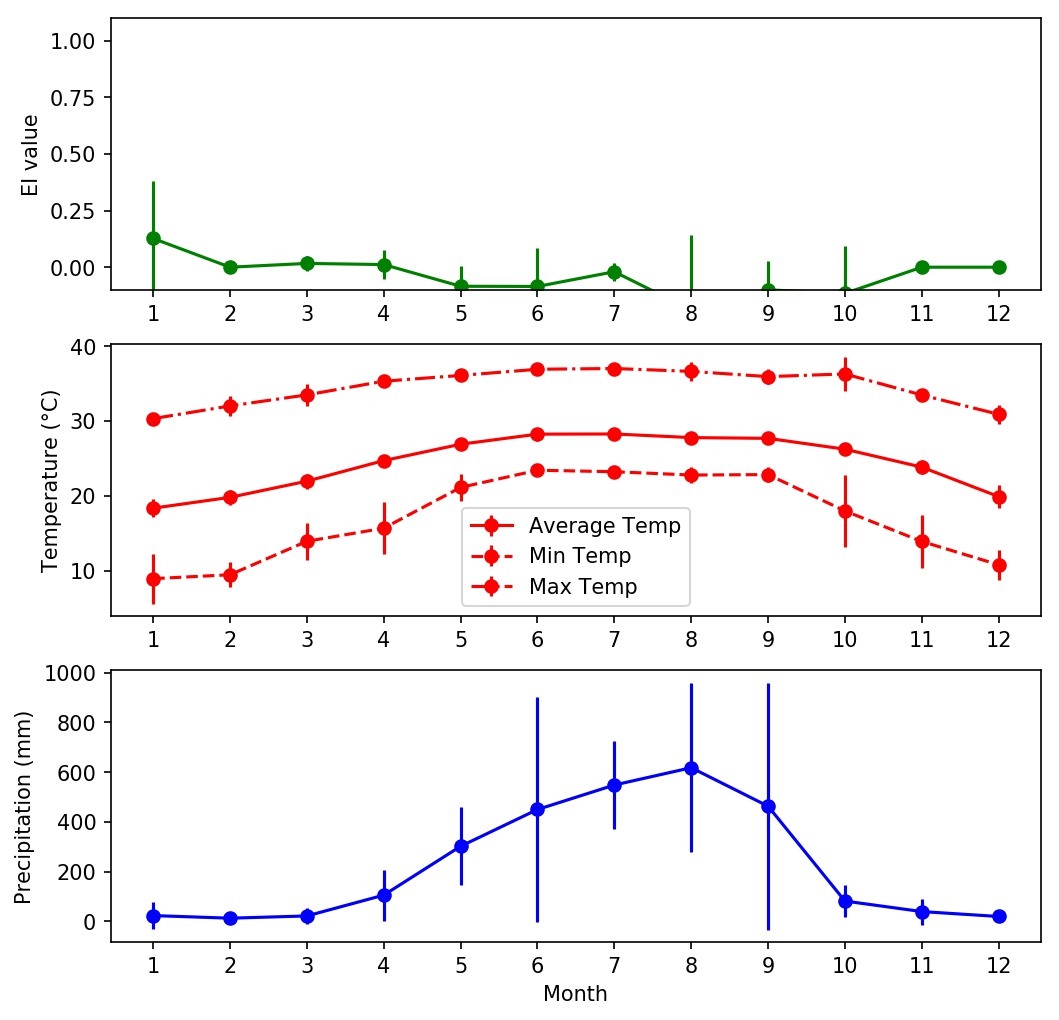 EI value
1.00
0.75
0.50
0.25
0.00
1 2 3 4 5 6 7 8 9 10 11 12
Temperature (°C)
40
30
20
10
Average Temp
Min Temp
Max Temp
1 2 3 4 5 6 7 8 9 10 11 12
Precipitation (mm)
1000
800
600
400
200
0
1 2 3 4 5 6 7 8 9 10 11 12
Month